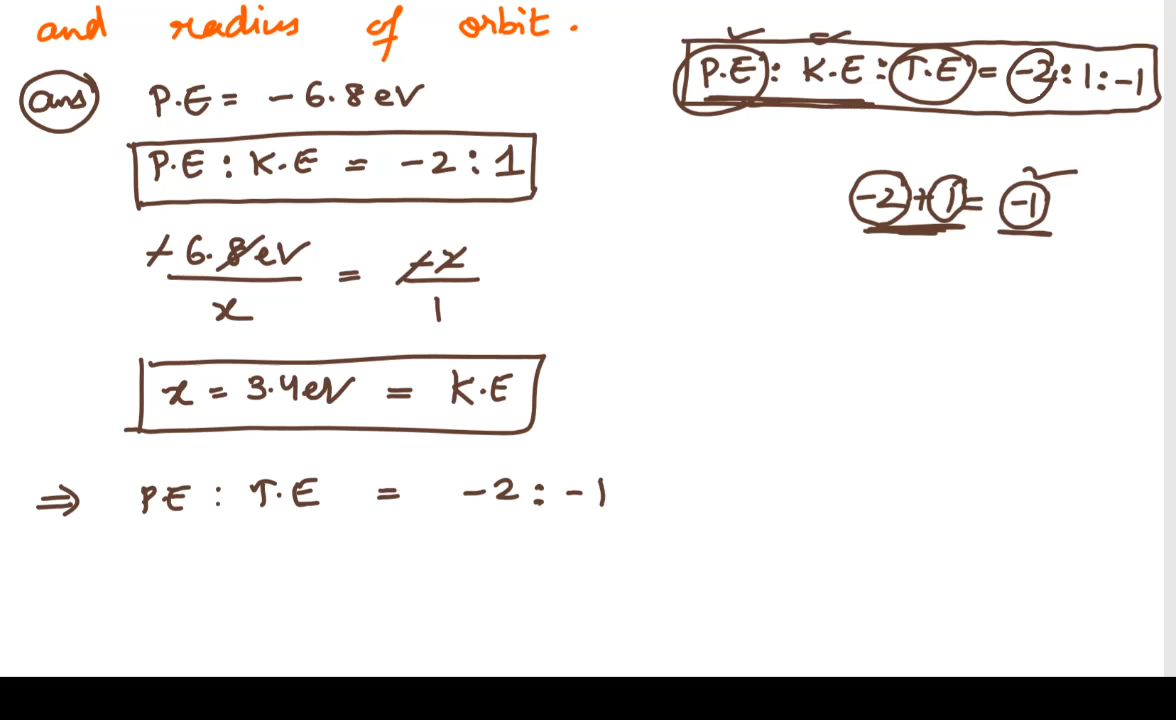 and radius of orbit.
P.E : K.E : T.E = -2 : 1 : -1
ans P.E = - 6.8 eV
P.E : K.E = -2 : 1
-2 + 1 = -1
- 6.8 eV / x = -2 / 1
x = 3.4 eV = K.E
⇒ PE : T.E = -2 : -1